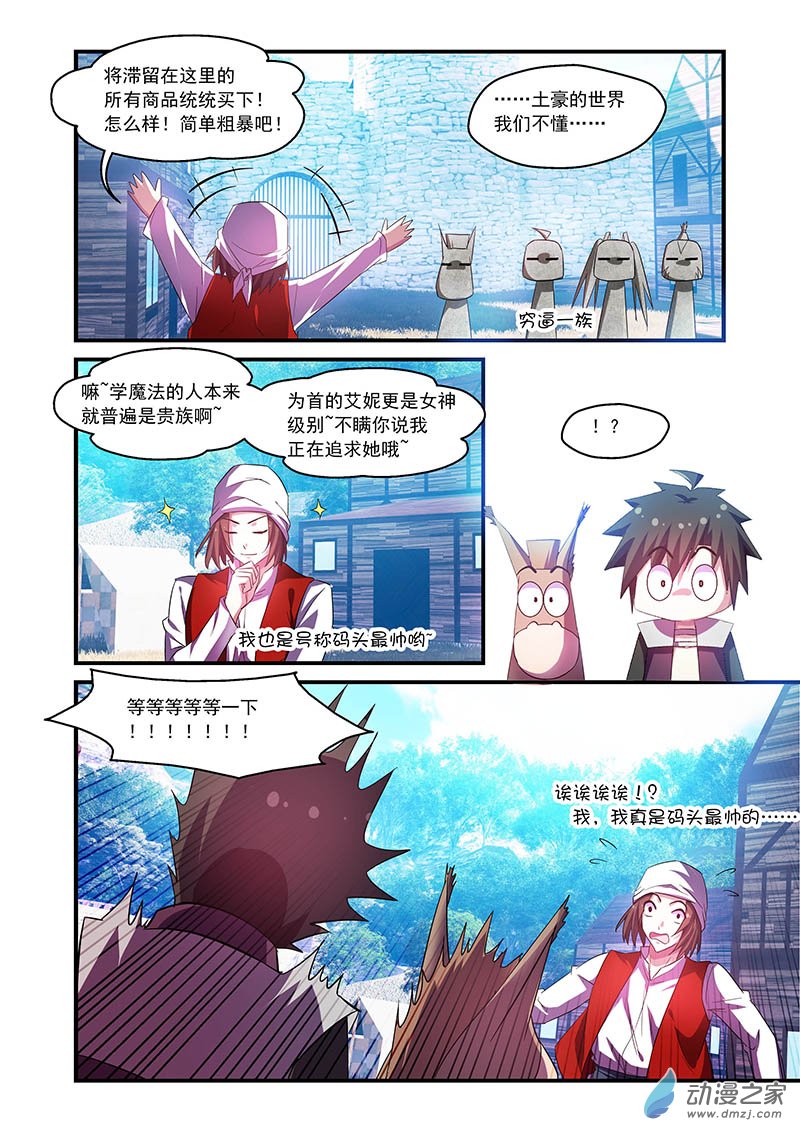 将滞留在这里的
所有商品统统买下！
怎么样！简单粗暴吧！
……土豪的世界
我们不懂……
穷逼一族
嘛~学魔法的人本来
就普遍是贵族啊~
为首的艾妮更是女神
级别~不瞒你说我
正在追求她哦~
我也是号称码头最帅哟~
！？
等等等等等一下
！！！！！！！
诶诶诶诶！？
我，我真是码头最帅的……
动漫之家
www.dmzj.com